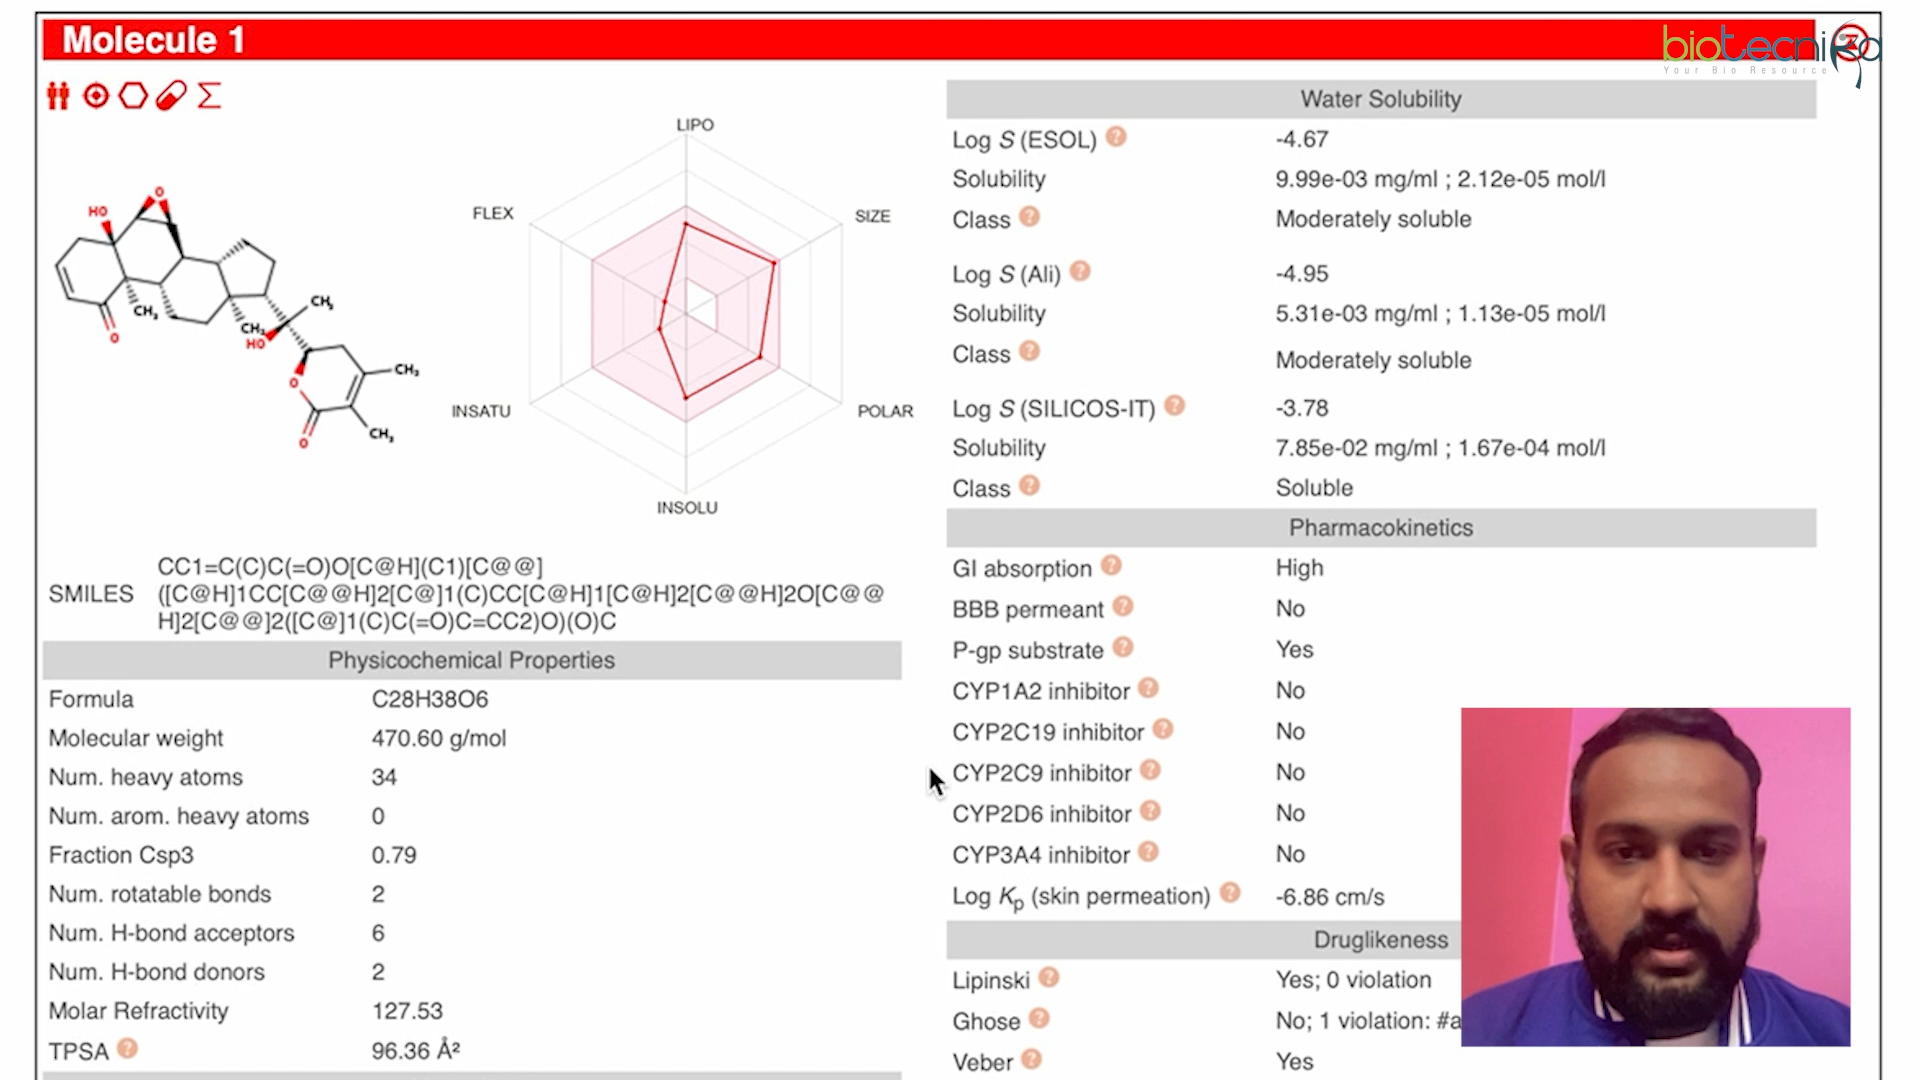 Molecule 1
biotecnika
Your Bio Resource
LIPO
FLEX
SIZE
INSATU
POLAR
INSOLU
O
HO
CH3
O
CH3
CH3
HO
O
CH3
O
CH3
SMILES
CC1=C(C)C(=O)O[C@H](C1)[C@@]
([C@H]1CC[C@@H]2[C@]1(C)CC[C@H]1[C@H]2[C@@H]2O[C@@
H]2[C@@]2([C@]1(C)C(=O)C=CC2)O)(O)C
Physicochemical Properties
Formula C28H38O6
Molecular weight 470.60 g/mol
Num. heavy atoms 34
Num. arom. heavy atoms 0
Fraction Csp3 0.79
Num. rotatable bonds 2
Num. H-bond acceptors 6
Num. H-bond donors 2
Molar Refractivity 127.53
TPSA ? 96.36 Å²
Water Solubility
Log S (ESOL) ? -4.67
Solubility 9.99e-03 mg/ml ; 2.12e-05 mol/l
Class ? Moderately soluble
Log S (Ali) ? -4.95
Solubility 5.31e-03 mg/ml ; 1.13e-05 mol/l
Class ? Moderately soluble
Log S (SILICOS-IT) ? -3.78
Solubility 7.85e-02 mg/ml ; 1.67e-04 mol/l
Class ? Soluble
Pharmacokinetics
GI absorption ? High
BBB permeant ? No
P-gp substrate ? Yes
CYP1A2 inhibitor ? No
CYP2C19 inhibitor ? No
CYP2C9 inhibitor ? No
CYP2D6 inhibitor ? No
CYP3A4 inhibitor ? No
Log Kp (skin permeation) ? -6.86 cm/s
Druglikeness
Lipinski ? Yes; 0 violation
Ghose ? No; 1 violation: #a
Veber ? Yes